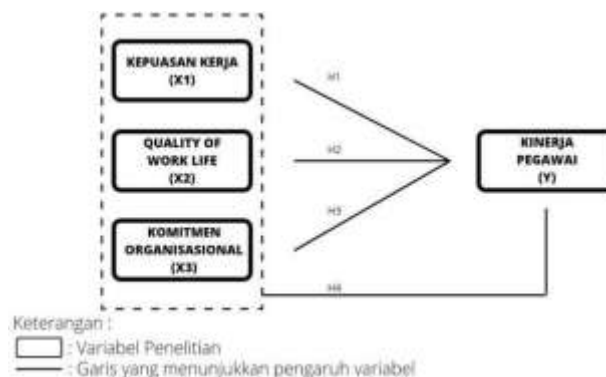 KEPUASAN KERJA
(X1)
H1
QUALITY OF
WORK LIFE
(X2)
H2
KINERJA
PEGAWAI
(Y)
KOMITMEN
ORGANISASIONAL
(X3)
H3
H4
Keterangan :
: Variabel Penelitian
: Garis yang menunjukkan pengaruh variabel